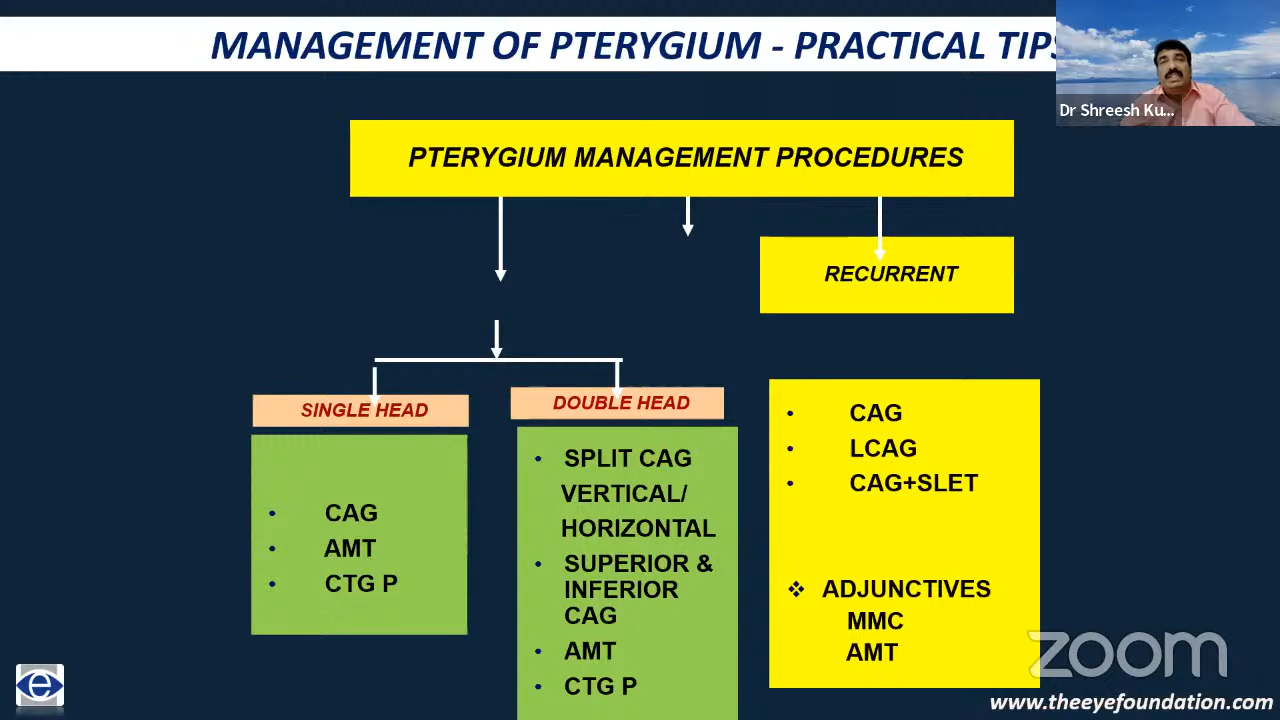 MANAGEMENT OF PTERYGIUM - PRACTICAL TIPS
Dr Shreesh Ku...
PTERYGIUM MANAGEMENT PROCEDURES
RECURRENT
SINGLE HEAD
• CAG
• AMT
• CTG P
DOUBLE HEAD
• SPLIT CAG
VERTICAL/
HORIZONTAL
• SUPERIOR &
INFERIOR
CAG
• AMT
• CTG P
• CAG
• LCAG
• CAG+SLET
❖ ADJUNCTIVES
MMC
AMT
zoom
e
www.theeyefoundation.com